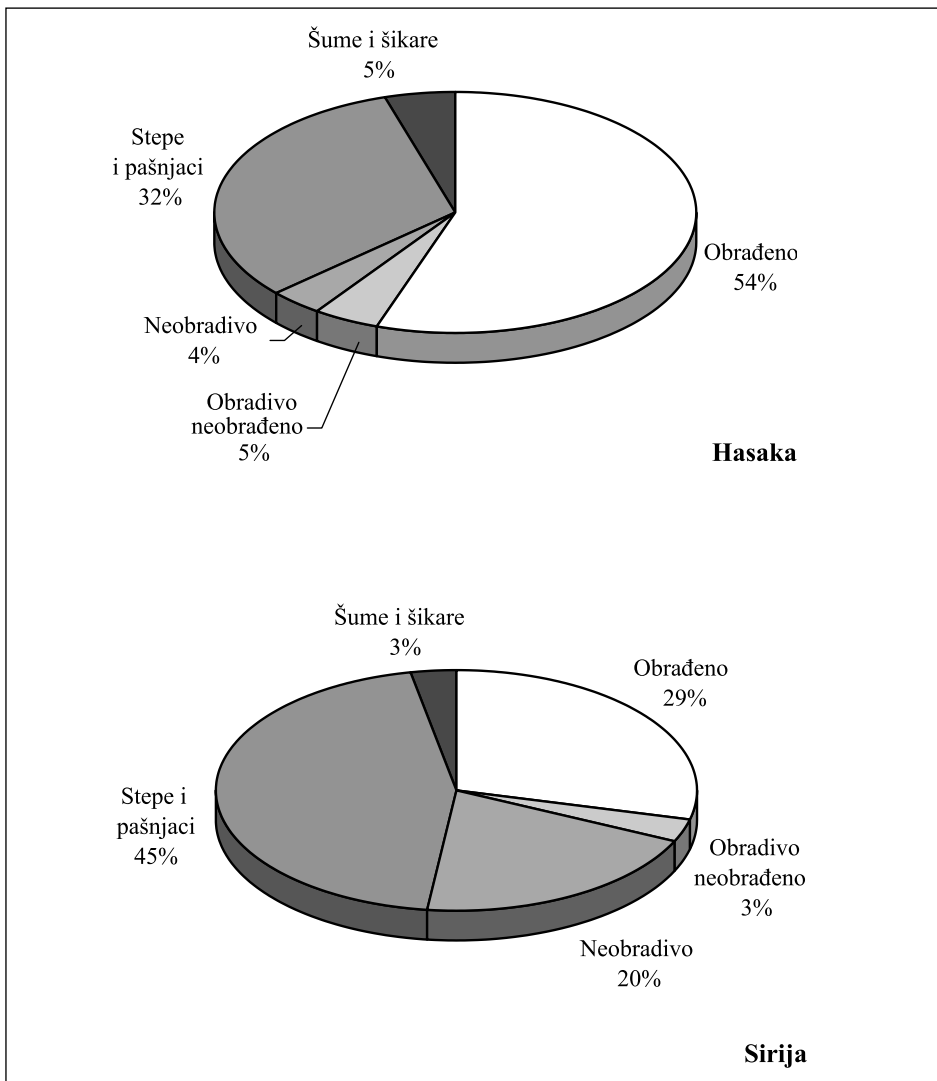 Šume i šikare
5%
Stepe
i pašnjaci
32%
Obrađeno
54%
Neobradivo
4%
Obradivo
neobrađeno
5%
Hasaka
Šume i šikare
3%
Obrađeno
29%
Stepe i
pašnjaci
45%
Obradivo
neobrađeno
3%
Neobradivo
20%
Sirija